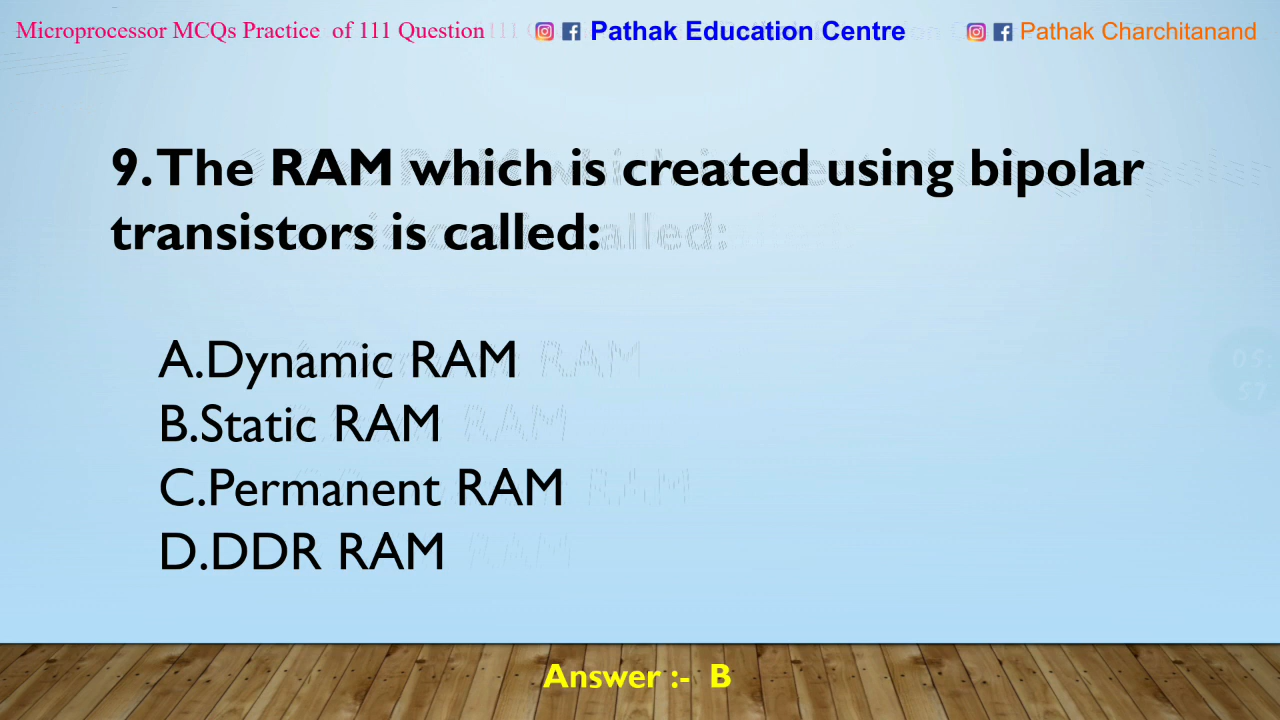 Microprocessor MCQs Practice of 111 Question
Pathak Education Centre
Pathak Charchitanand
9.The RAM which is created using bipolar
transistors is called:
A.Dynamic RAM
B.Static RAM
C.Permanent RAM
D.DDR RAM
Answer :- B